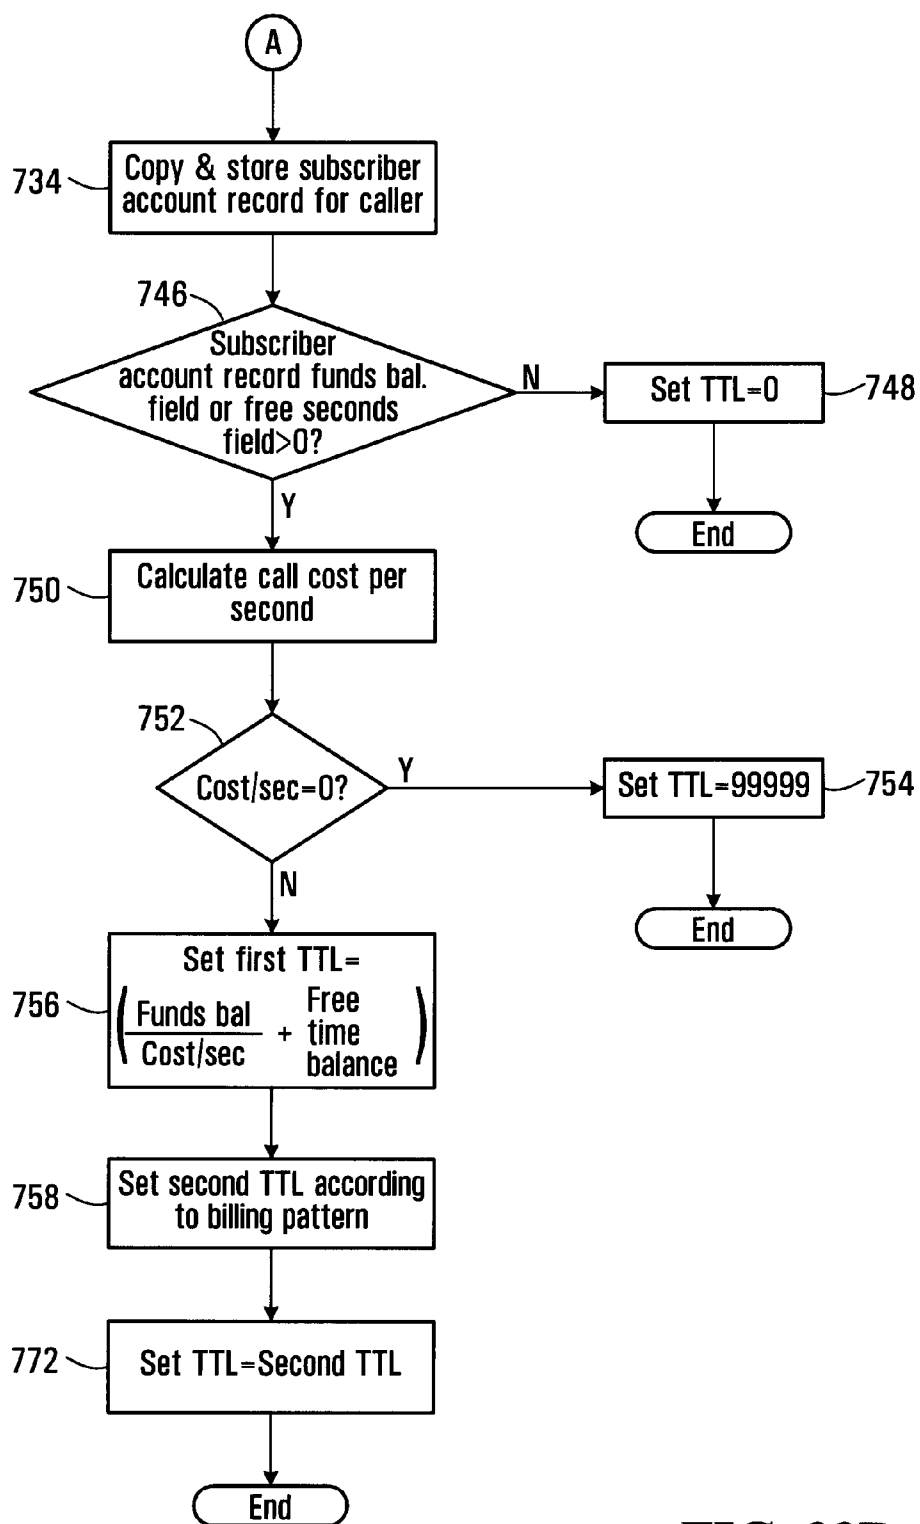 A
734
Copy & store subscriber
account record for caller
746
Subscriber
account record funds bal.
field or free seconds
field>0?
N
Set TTL=0
748
Y
End
750
Calculate call cost per
second
752
Cost/sec=0?
Y
Set TTL=99999
754
N
End
756
Set first TTL=
(Funds bal
Cost/sec
+
Free
time
balance)
758
Set second TTL according
to billing pattern
772
Set TTL=Second TTL
End